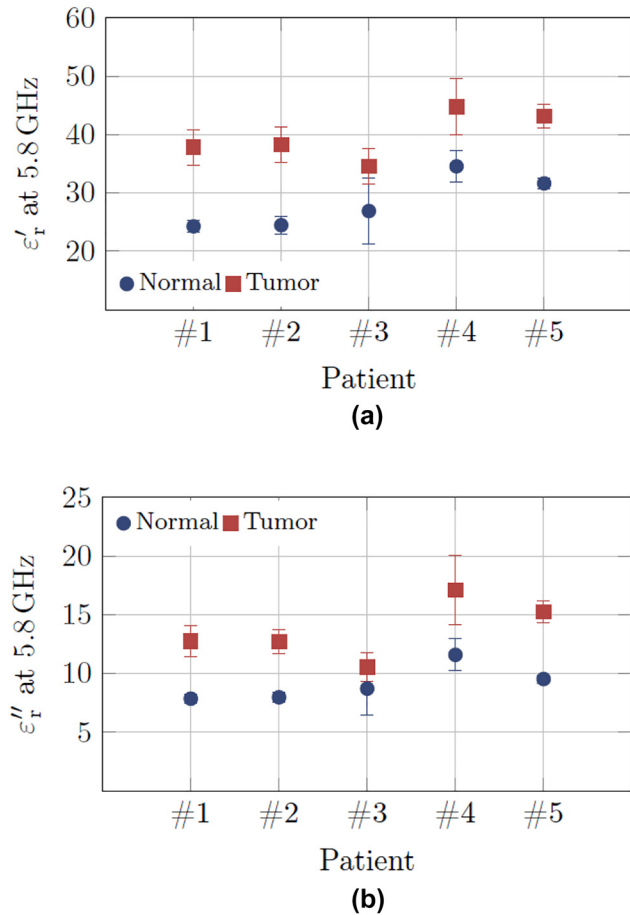 60
50
40
30
20
ε′r at 5.8 GHz
Normal Tumor
#1 #2 #3 #4 #5
Patient
(a)
25
20
15
10
5
ε″r at 5.8 GHz
Normal Tumor
#1 #2 #3 #4 #5
Patient
(b)